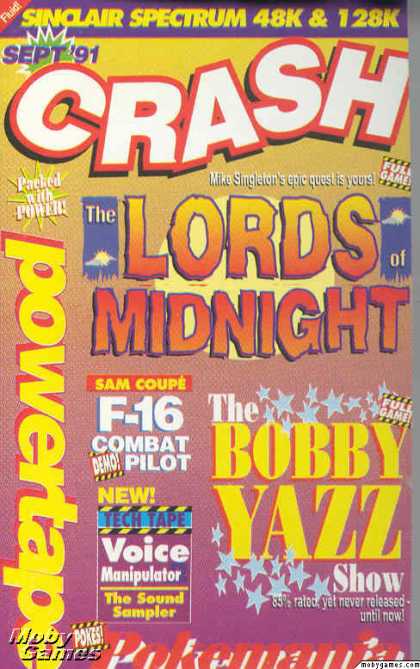 Fluid!
SINCLAIR SPECTRUM 48K & 128K
SEPT '91
CRASH
Mike Singleton's epic quest is yours!
FULL GAME!
Packed with POWER!
powertape
The LORDS of MIDNIGHT
SAM COUPÉ
F-16
COMBAT
DEMO! PILOT
NEW!
TECH TAPE
Voice
Manipulator
The Sound
Sampler
The
FULL GAME!
BOBBY
YAZZ
Show
85% rated, yet never released -
until now!
POKES!
Pokemania
Moby
Games
mobygames.com